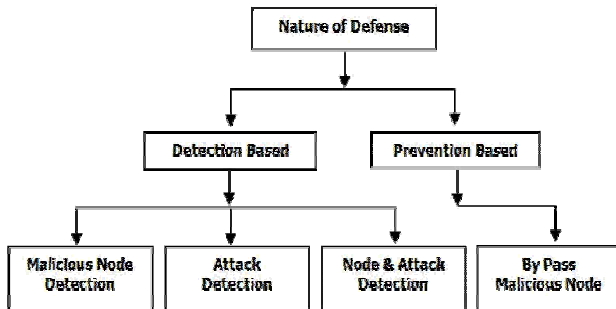 Nature of Defense
Detection Based
Prevention Based
Malicious Node
Detection
Attack
Detection
Node & Attack
Detection
By Pass
Malicious Node